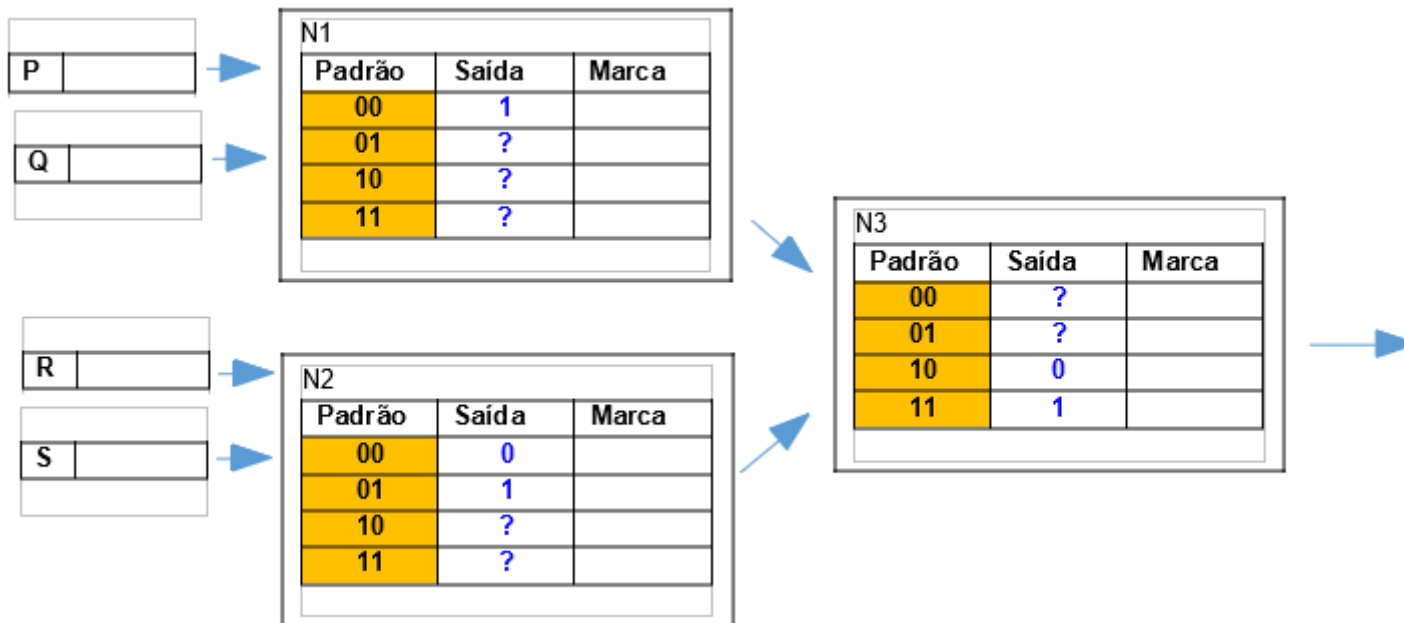 P
Q
N1
Padrão Saída Marca
00 1
01 ?
10 ?
11 ?
R
S
N2
Padrão Saída Marca
00 0
01 1
10 ?
11 ?
N3
Padrão Saída Marca
00 ?
01 ?
10 0
11 1